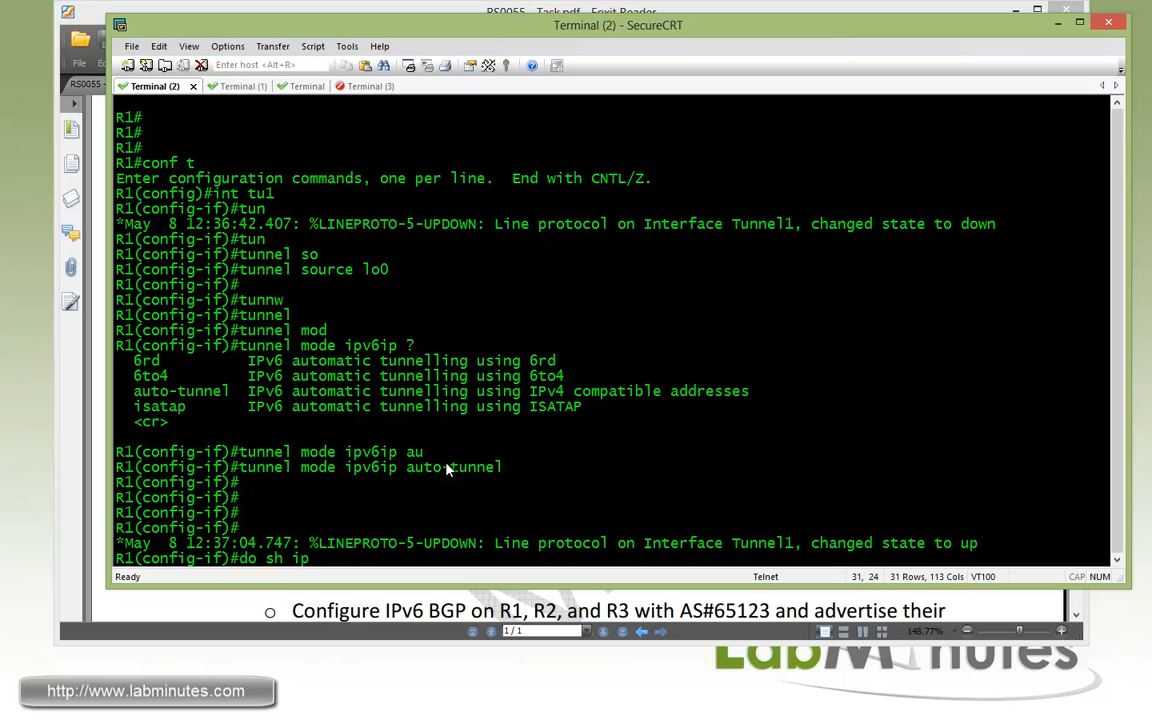 RS0055 - Task.pdf - Foxit Reader
Terminal (2) - SecureCRT
File Edit View Options Transfer Script Tools Help
Enter host <Alt+R>
File
RS0055
Terminal (2) Terminal (1) Terminal Terminal (3)
R1#
R1#
R1#
R1#conf t
Enter configuration commands, one per line.  End with CNTL/Z.
R1(config)#int tu1
R1(config-if)#tun
*May  8 12:36:42.407: %LINEPROTO-5-UPDOWN: Line protocol on Interface Tunnel1, changed state to down
R1(config-if)#tun
R1(config-if)#tunnel so
R1(config-if)#tunnel source lo0
R1(config-if)#
R1(config-if)#tunnw
R1(config-if)#tunnel
R1(config-if)#tunnel mod
R1(config-if)#tunnel mode ipv6ip ?
6rd          IPv6 automatic tunnelling using 6rd
6to4         IPv6 automatic tunnelling using 6to4
auto-tunnel  IPv6 automatic tunnelling using IPv4 compatible addresses
isatap       IPv6 automatic tunnelling using ISATAP
<cr>
R1(config-if)#tunnel mode ipv6ip au
R1(config-if)#tunnel mode ipv6ip auto-tunnel
R1(config-if)#
R1(config-if)#
R1(config-if)#
R1(config-if)#
*May  8 12:37:04.747: %LINEPROTO-5-UPDOWN: Line protocol on Interface Tunnel1, changed state to up
R1(config-if)#do sh ip
Ready Telnet 31, 24 31 Rows, 113 Cols VT100 CAP NUM
o Configure IPv6 BGP on R1, R2, and R3 with AS#65123 and advertise their
1 / 1 148.77%
LabMinutes
http://www.labminutes.com